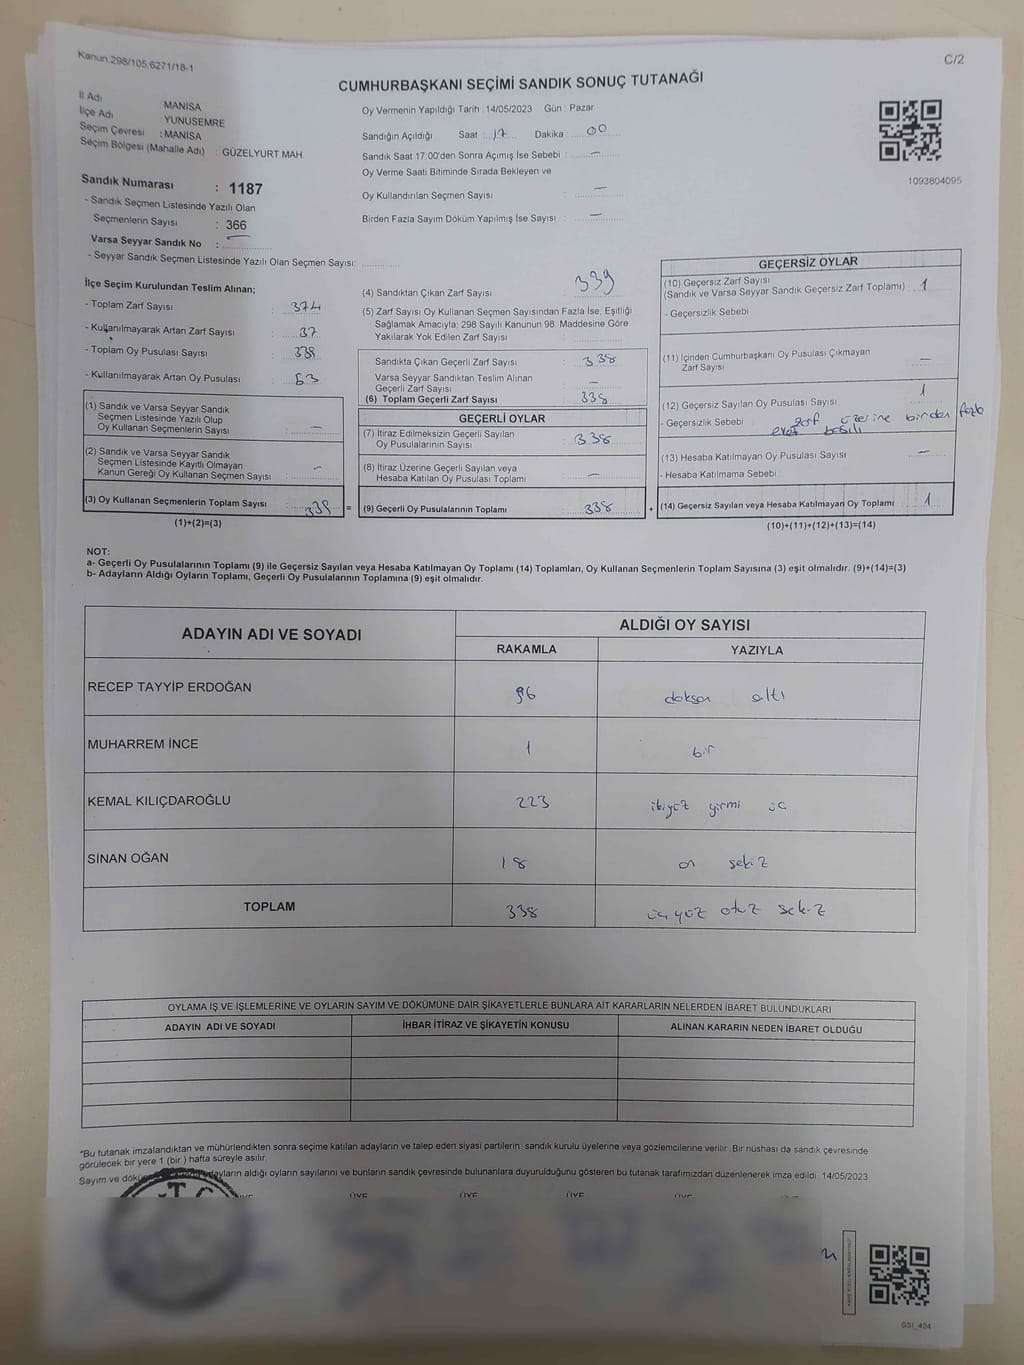 Kanun:298/105,6271/18-1
C/2
CUMHURBAŞKANI SEÇİMİ SANDIK SONUÇ TUTANAĞI
İl Adı MANİSA
İlçe Adı : YUNUSEMRE
Seçim Çevresi : MANİSA
Seçim Bölgesi (Mahalle Adı) : GÜZELYURT MAH.
Sandık Numarası : 1187
- Sandık Seçmen Listesinde Yazılı Olan
Seçmenlerin Sayısı : 366
Varsa Seyyar Sandık No :
- Seyyar Sandık Seçmen Listesinde Yazılı Olan Seçmen Sayısı:
Oy Vermenin Yapıldığı Tarih : 14/05/2023 Gün : Pazar
Sandığın Açıldığı Saat : 17 Dakika : 00
Sandık Saat 17:00'den Sonra Açımış İse Sebebi : —
Oy Verme Saati Bitiminde Sırada Bekleyen ve
Oy Kullandırılan Seçmen Sayısı : —
Birden Fazla Sayım Döküm Yapılmış İse Sayısı : —
1093804095
İlçe Seçim Kurulundan Teslim Alınan;
- Toplam Zarf Sayısı : 374
- Kullanılmayarak Artan Zarf Sayısı : 37
- Toplam Oy Pusulası Sayısı :
- Kullanılmayarak Artan Oy Pusulası : 63
(1) Sandık ve Varsa Seyyar Sandık
Seçmen Listesinde Yazılı Olup
Oy Kullanan Seçmenlerin Sayısı : —
(2) Sandık ve Varsa Seyyar Sandık
Seçmen Listesinde Kayıtlı Olmayan
Kanun Gereği Oy Kullanan Seçmen Sayısı : —
(3) Oy Kullanan Seçmenlerin Toplam Sayısı 339 =
(1)+(2)=(3)
(4) Sandıktan Çıkan Zarf Sayısı : 339
(5) Zarf Sayısı Oy Kullanan Seçmen Sayısından Fazla İse, Eşitliği
Sağlamak Amacıyla; 298 Sayılı Kanunun 98. Maddesine Göre
Yakılarak Yok Edilen Zarf Sayısı :
Sandıkta Çıkan Geçerli Zarf Sayısı : 338
Varsa Seyyar Sandıktan Teslim Alınan
Geçerli Zarf Sayısı : —
(6) Toplam Geçerli Zarf Sayısı : 338
GEÇERLİ OYLAR
(7) İtiraz Edilmeksizin Geçerli Sayılan
Oy Pusulalarının Sayısı : 338
(8) İtiraz Üzerine Geçerli Sayılan veya
Hesaba Katılan Oy Pusulası Toplamı : —
(9) Geçerli Oy Pusulalarının Toplamı : 338 +
GEÇERSİZ OYLAR
(10) Geçersiz Zarf Sayısı
(Sandık ve Varsa Seyyar Sandık Geçersiz Zarf Toplamı) : 1
- Geçersizlik Sebebi
(11) İçinden Cumhurbaşkanı Oy Pusulası Çıkmayan
Zarf Sayısı —
(12) Geçersiz Sayılan Oy Pusulası Sayısı 1
- Geçersizlik Sebebi : zarf üzerine birden fazla
evet basılı
(13) Hesaba Katılmayan Oy Pusulası Sayısı : —
- Hesaba Katılmama Sebebi :
(14) Geçersiz Sayılan veya Hesaba Katılmayan Oy Toplamı 1
(10)+(11)+(12)+(13)=(14)
NOT:
a- Geçerli Oy Pusulalarının Toplamı (9) ile Geçersiz Sayılan veya Hesaba Katılmayan Oy Toplamı (14) Toplamları, Oy Kullanan Seçmenlerin Toplam Sayısına (3) eşit olmalıdır. (9)+(14)=(3)
b- Adayların Aldığı Oyların Toplamı, Geçerli Oy Pusulalarının Toplamına (9) eşit olmalıdır.
ADAYIN ADI VE SOYADI
ALDIĞI OY SAYISI
RAKAMLA YAZIYLA
RECEP TAYYİP ERDOĞAN 96 doksan altı
MUHARREM İNCE 1 bir
KEMAL KILIÇDAROĞLU 223 ikiyüz yirmi üç
SİNAN OĞAN 18 on sekiz
TOPLAM 338 üçyüz otuz sekiz
OYLAMA İŞ VE İŞLEMLERİNE VE OYLARIN SAYIM VE DÖKÜMÜNE DAİR ŞİKAYETLERLE BUNLARA AİT KARARLARIN NELERDEN İBARET BULUNDUKLARI
ADAYIN ADI VE SOYADI İHBAR İTİRAZ VE ŞİKAYETİN KONUSU ALINAN KARARIN NEDEN İBARET OLDUĞU
*Bu tutanak imzalandıktan ve mühürlendikten sonra seçime katılan adayların ve talep eden siyasi partilerin sandık kurulu üyelerine veya gözlemcilerine verilir. Bir nüshası da sandık çevresinde
görülecek bir yere 1 (bir ) hafta süreyle asılır.
Sayım ve dökü adayların aldığı oyların sayılarını ve bunların sandık çevresinde bulunanlara duyurulduğunu gösteren bu tutanak tarafımızdan düzenlenerek imza edildi. 14/05/2023
T.C.
ÜYE ÜYE ÜYE ÜYE
GSI_404